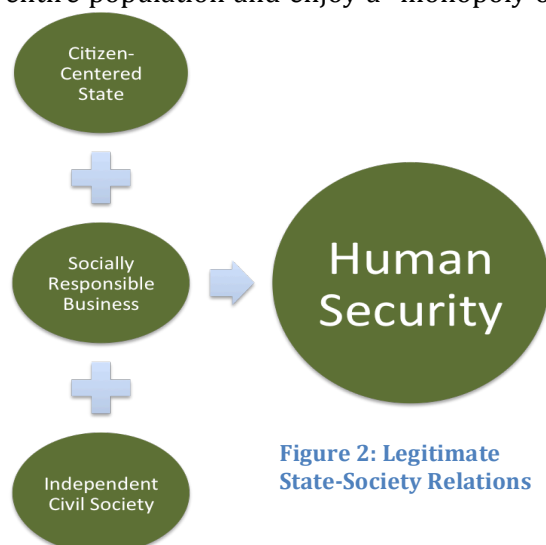 entire population and enjoy a “monopoly o
Citizen-
Centered
State
Socially
Responsible
Business
Human
Security
Independent
Civil Society
Figure 2: Legitimate
State-Society Relations